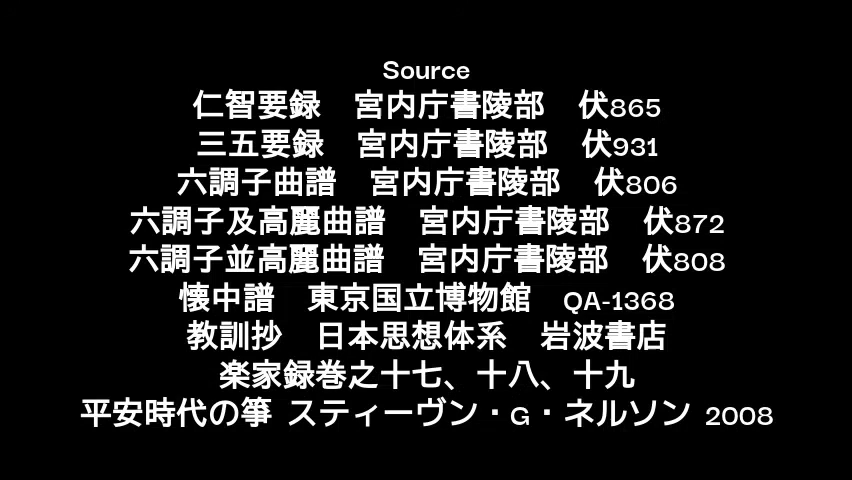 Source
仁智要録　宮内庁書陵部　伏865
三五要録　宮内庁書陵部　伏931
六調子曲譜　宮内庁書陵部　伏806
六調子及高麗曲譜　宮内庁書陵部　伏872
六調子並高麗曲譜　宮内庁書陵部　伏808
懐中譜　東京国立博物館　QA-1368
教訓抄　日本思想体系　岩波書店
楽家録巻之十七、十八、十九
平安時代の箏 スティーヴン・G・ネルソン 2008